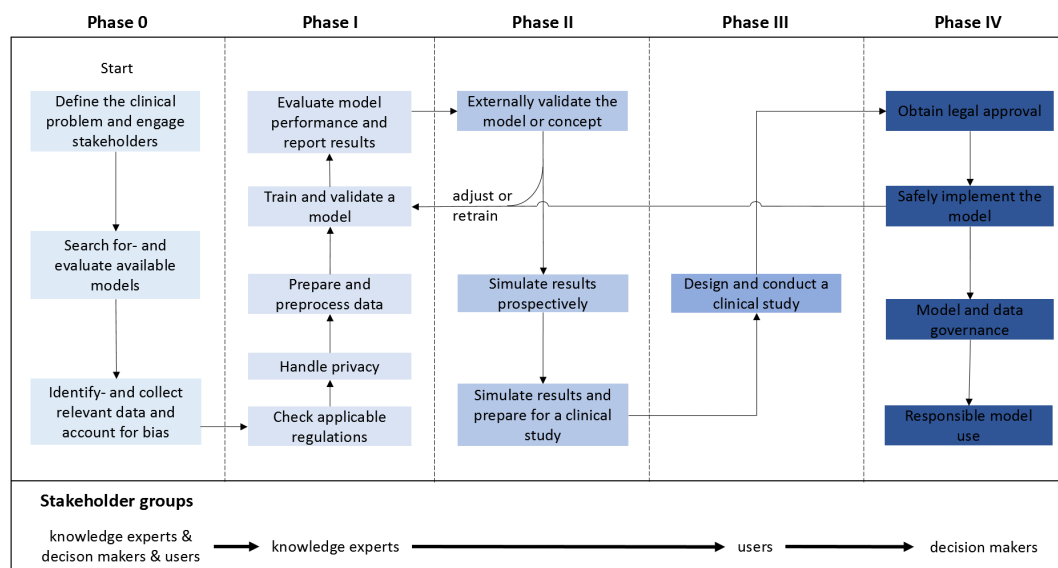 Phase 0
Phase I
Phase II
Phase III
Phase IV
Start
Define the clinical
problem and engage
stakeholders
Search for- and
evaluate available
models
Identify- and collect
relevant data and
account for bias
Evaluate model
performance and
report results
Train and validate a
model
Prepare and
preprocess data
Handle privacy
Check applicable
regulations
Externally validate the
model or concept
adjust or
retrain
Simulate results
prospectively
Simulate results and
prepare for a clinical
study
Design and conduct a
clinical study
Obtain legal approval
Safely implement the
model
Model and data
governance
Responsible model
use
Stakeholder groups
knowledge experts &
decison makers & users
knowledge experts
users
decision makers